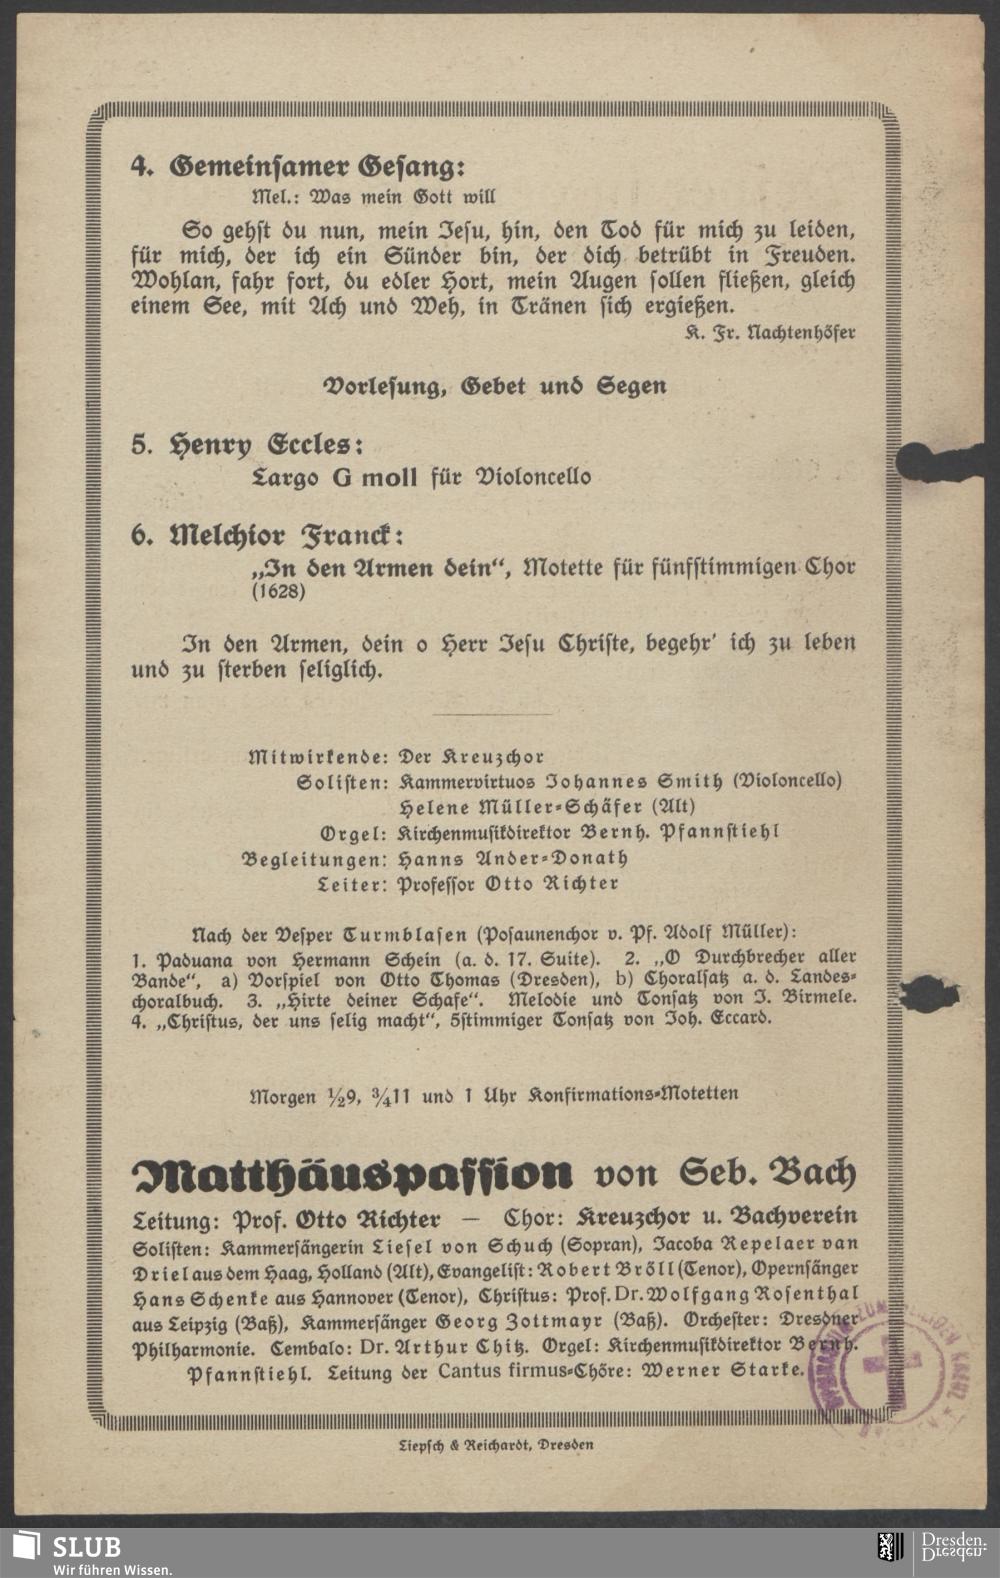 4. Gemeinsamer Gesang:
Mel.: Was mein Gott will
So gehst du nun, mein Jesu, hin, den Tod für mich zu leiden,
für mich, der ich ein Sünder bin, der dich betrübt in Freuden.
Wohlan, fahr fort, du edler Hort, mein Augen sollen fließen, gleich
einem See, mit Ach und Weh, in Tränen sich ergießen.
K. Fr. Nachtenhöfer
Vorlesung, Gebet und Segen
5. Henry Eccles:
Largo G moll für Violoncello
6. Melchior Franck:
„In den Armen dein“, Motette für fünfstimmigen Chor
(1628)
In den Armen, dein o Herr Jesu Christe, begehr' ich zu leben
und zu sterben seliglich.
Mitwirkende: Der Kreuzchor
Solisten: Kammervirtuos Johannes Smith (Violoncello)
Helene Müller-Schäfer (Alt)
Orgel: Kirchenmusikdirektor Bernh. Pfannstiehl
Begleitungen: Hanns Ander-Donath
Leiter: Professor Otto Richter
Nach der Vesper Turmblasen (Posaunenchor v. Pf. Adolf Müller):
1. Paduana von Hermann Schein (a. d. 17. Suite). 2. „O Durchbrecher aller
Bande“, a) Vorspiel von Otto Thomas (Dresden), b) Choralsatz a. d. Landes-
choralbuch. 3. „Hirte deiner Schafe“. Melodie und Tonsatz von J. Birmele.
4. „Christus, der uns selig macht“, 5stimmiger Tonsatz von Joh. Eccard.
Morgen ½9, ¾11 und 1 Uhr Konfirmations-Motetten
Matthäuspassion von Seb. Bach
Leitung: Prof. Otto Richter — Chor: Kreuzchor u. Bachverein
Solisten: Kammersängerin Liesel von Schuch (Sopran), Jacoba Repelaer van
Driel aus dem Haag, Holland (Alt), Evangelist: Robert Bröll (Tenor), Opernsänger
Hans Schenke aus Hannover (Tenor), Christus: Prof. Dr. Wolfgang Rosenthal
aus Leipzig (Baß), Kammersänger Georg Zottmayr (Baß). Orchester: Dresdner
Philharmonie. Cembalo: Dr. Arthur Chitz. Orgel: Kirchenmusikdirektor Bernh.
Pfannstiehl. Leitung der Cantus firmus-Chöre: Werner Starke.
Liepsch & Reichardt, Dresden
SLUB
Wir führen Wissen.
Dresden.
Dresden.